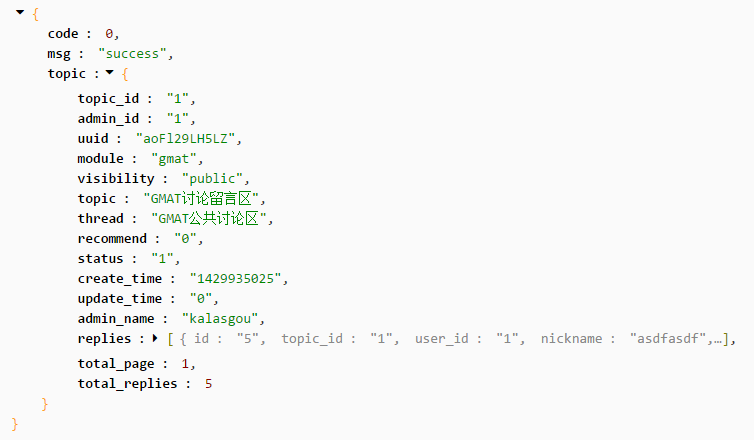 {
code : 0,
msg : "success",
topic : {
topic_id : "1",
admin_id : "1",
uuid : "aoFl29LH5LZ",
module : "gmat",
visibility : "public",
topic : "GMAT讨论留言区",
thread : "GMAT公共讨论区",
recommend : "0",
status : "1",
create_time : "1429935025",
update_time : "0",
admin_name : "kalasgou",
replies : [ { id : "5", topic_id : "1", user_id : "1", nickname : "asdfasdf",…],
total_page : 1,
total_replies : 5
}
}